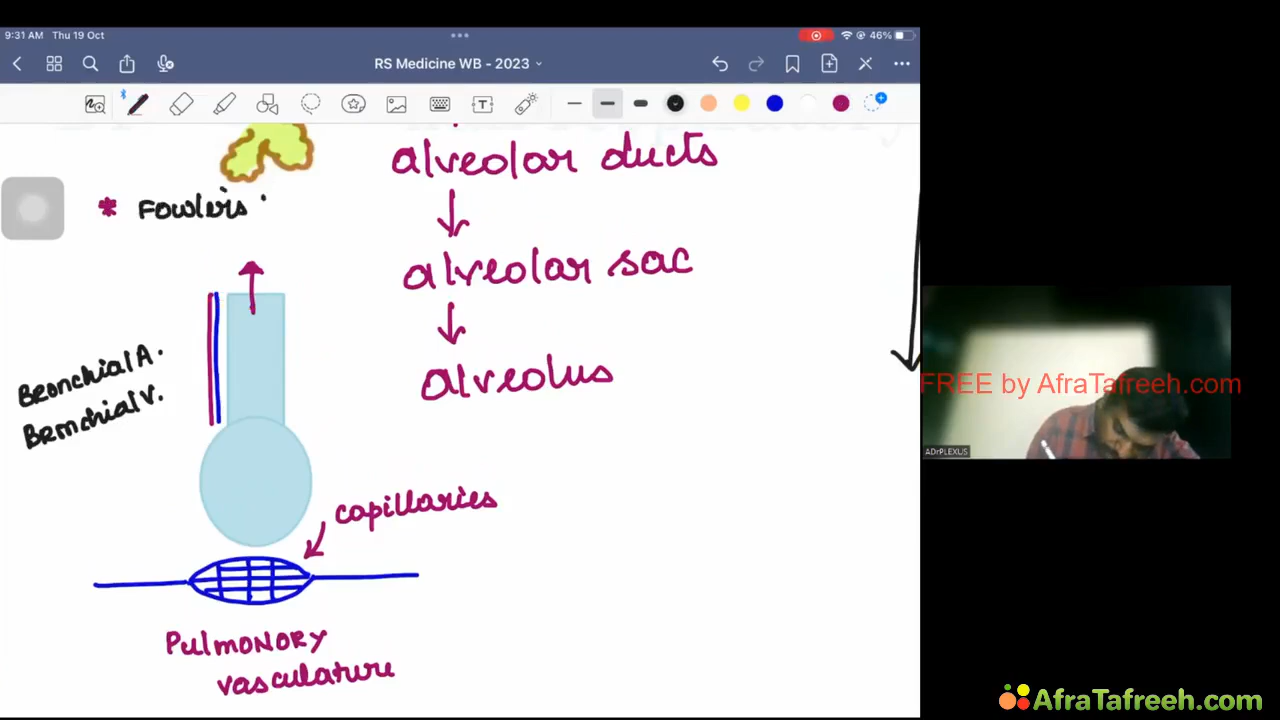 9:31 AM Thu 19 Oct
46%
RS Medicine WB - 2023
T
alveolar ducts
* Fowlers
alveolar sac
Bronchial A.
Bronchial V.
alveolus
capillaries
Pulmonory
vasculature
FREE by AfraTafreeh.com
ADrPLEXUS
AfraTafreeh.com